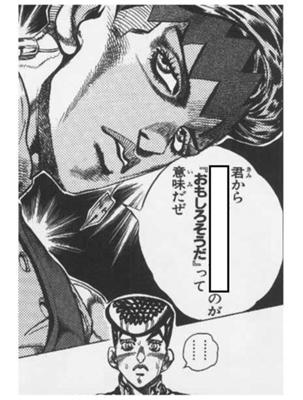 君から
のが
『おもしろそうだ』って
意味だぜ
………
………